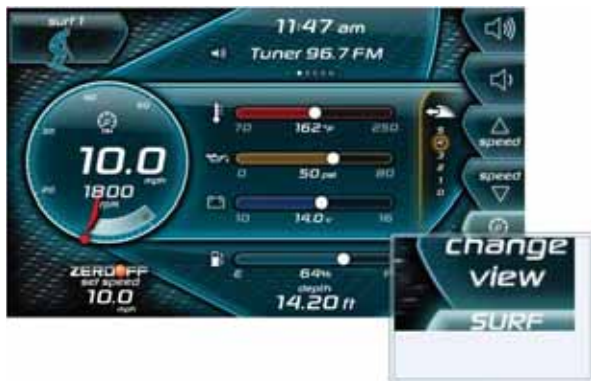 surf 1
11:47 am
Tuner 96.7 FM
10.0
mph
1800
rpm
70 162°F 250
0 50 psi 80
10 14.0 v 16
E 64% F
depth
14.20 ft
ZEROOFF
set speed
10.0
mph
speed
speed
change
view
SURF